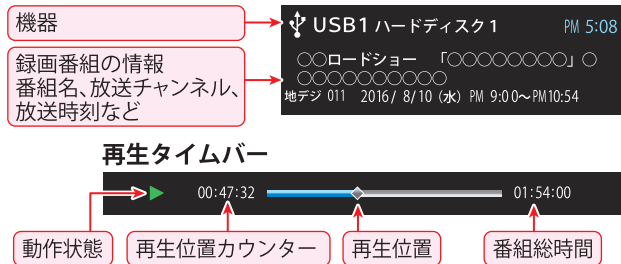 機器
USB1 ハードディスク1 PM 5:08
録画番組の情報
番組名、放送チャンネル、
放送時刻など
○○ロードショー 「○○○○○○○○」○
○○○○○○○○○○
地デジ 011 2016/ 8/10 (水) PM 9:00～PM10:54
再生タイムバー
00:47:32 01:54:00
動作状態 再生位置カウンター 再生位置 番組総時間